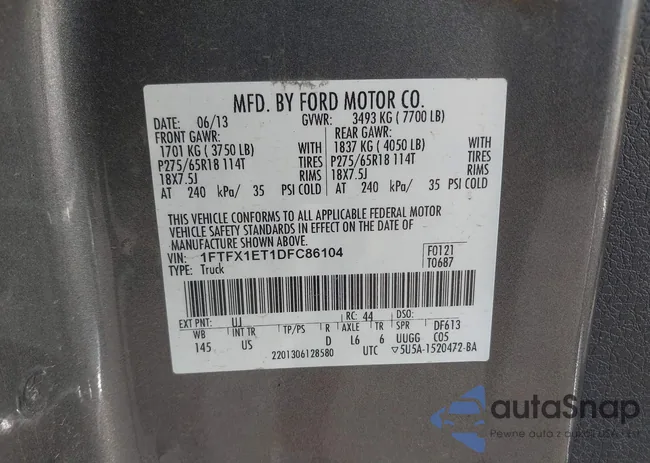 MFD. BY FORD MOTOR CO.
DATE: 06/13 GVWR: 3493 KG ( 7700 LB)
FRONT GAWR: REAR GAWR:
1701 KG ( 3750 LB) WITH 1837 KG ( 4050 LB) WITH
P275/65R18 114T TIRES P275/65R18 114T TIRES
18X7.5J RIMS 18X7.5J RIMS
AT 240 kPa/ 35 PSI COLD AT 240 kPa/ 35 PSI COLD
THIS VEHICLE CONFORMS TO ALL APPLICABLE FEDERAL MOTOR
VEHICLE SAFETY STANDARDS IN EFFECT ON THE DATE OF
MANUFACTURE SHOWN ABOVE.
VIN: 1FTFX1ET1DFC86104 F0121
TYPE: Truck T0687
EXT PNT: UJ RC: 44 DSO:
WB INT TR TP/PS R AXLE TR SPR DF613
145 US D L6 6 UUGG C05
2201306128580 UTC ▽5U5A-1520472-BA
autaSnap
Pewne auta z aukcji USA i EU